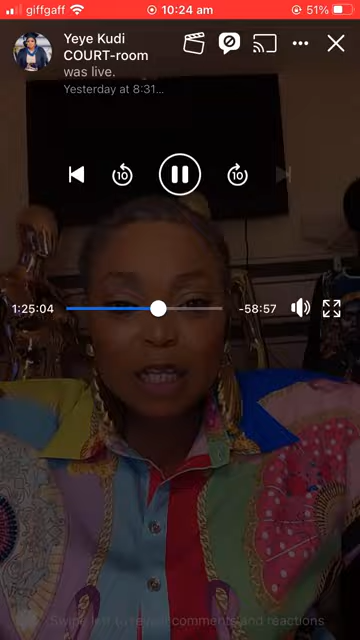 giffgaff
10:24 am
51%
Yeye Kudi
COURT-room
was live.
Yesterday at 8:31...
10
10
1:25:04
-58:57
Swipe left to reveal comments and reactions